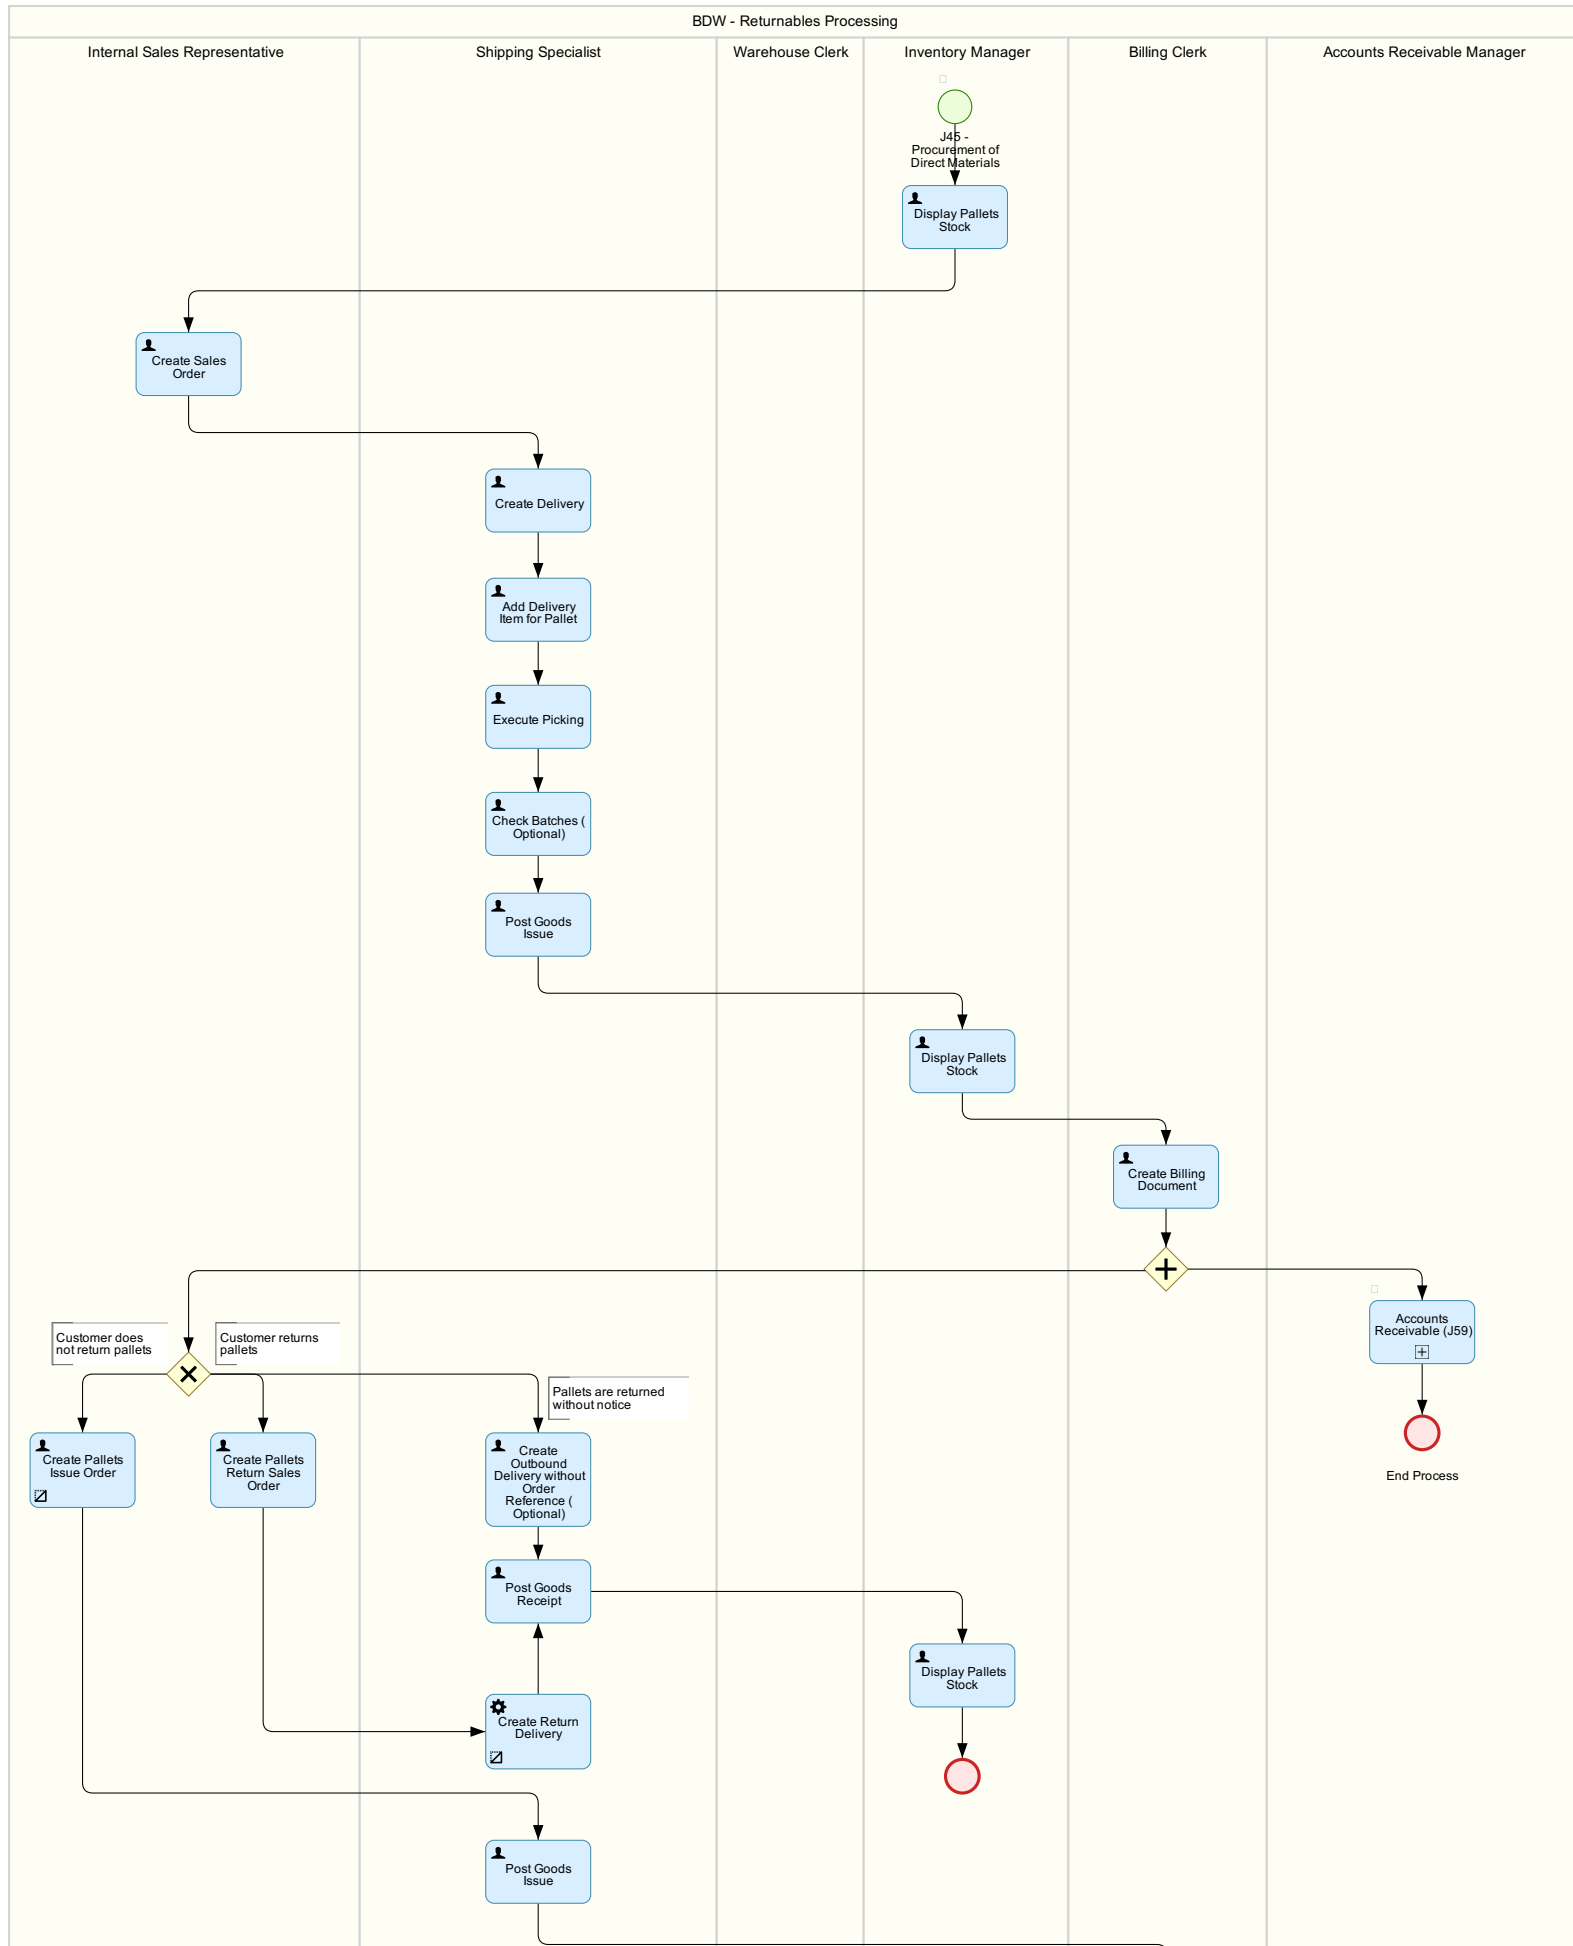 BDW - Returnables Processing
Internal Sales Representative
Shipping Specialist
Warehouse Clerk
Inventory Manager
Billing Clerk
Accounts Receivable Manager
J45 -
Procurement of
Direct Materials
Display Pallets
Stock
Create Sales
Order
Create Delivery
Add Delivery
Item for Pallet
Execute Picking
Check Batches (
Optional)
Post Goods
Issue
Display Pallets
Stock
Create Billing
Document
Customer does
not return pallets
Customer returns
pallets
Pallets are returned
without notice
Accounts
Receivable (J59)
End Process
Create Pallets
Issue Order
Create Pallets
Return Sales
Order
Create
Outbound
Delivery without
Order
Reference (
Optional)
Post Goods
Receipt
Display Pallets
Stock
Create Return
Delivery
Post Goods
Issue